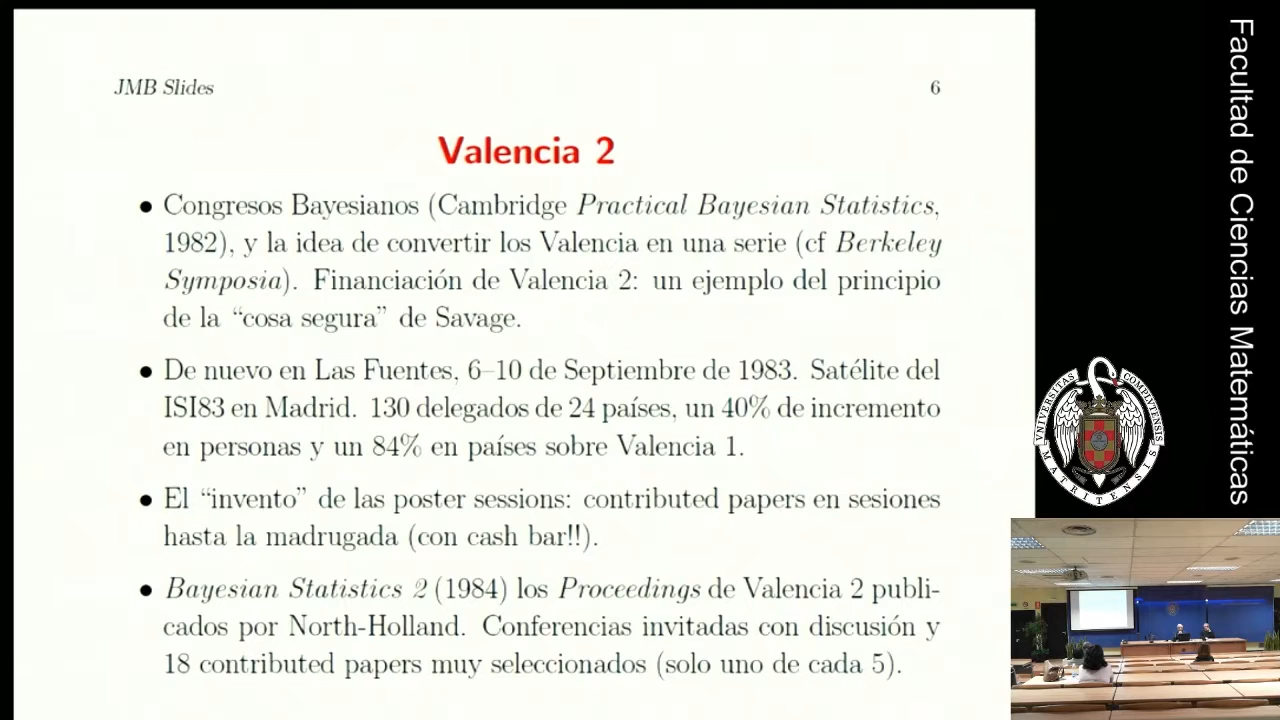 JMB Slides 6
Valencia 2
• Congresos Bayesianos (Cambridge Practical Bayesian Statistics,
1982), y la idea de convertir los Valencia en una serie (cf Berkeley
Symposia). Financiación de Valencia 2: un ejemplo del principio
de la “cosa segura” de Savage.
• De nuevo en Las Fuentes, 6–10 de Septiembre de 1983. Satélite del
ISI83 en Madrid. 130 delegados de 24 países, un 40% de incremento
en personas y un 84% en países sobre Valencia 1.
• El “invento” de las poster sessions: contributed papers en sesiones
hasta la madrugada (con cash bar!!).
• Bayesian Statistics 2 (1984) los Proceedings de Valencia 2 publi-
cados por North-Holland. Conferencias invitadas con discusión y
18 contributed papers muy seleccionados (solo uno de cada 5).
Facultad de Ciencias Matemáticas
UNIVERSITAS COMPLVTENSIS
MATRITENSIS